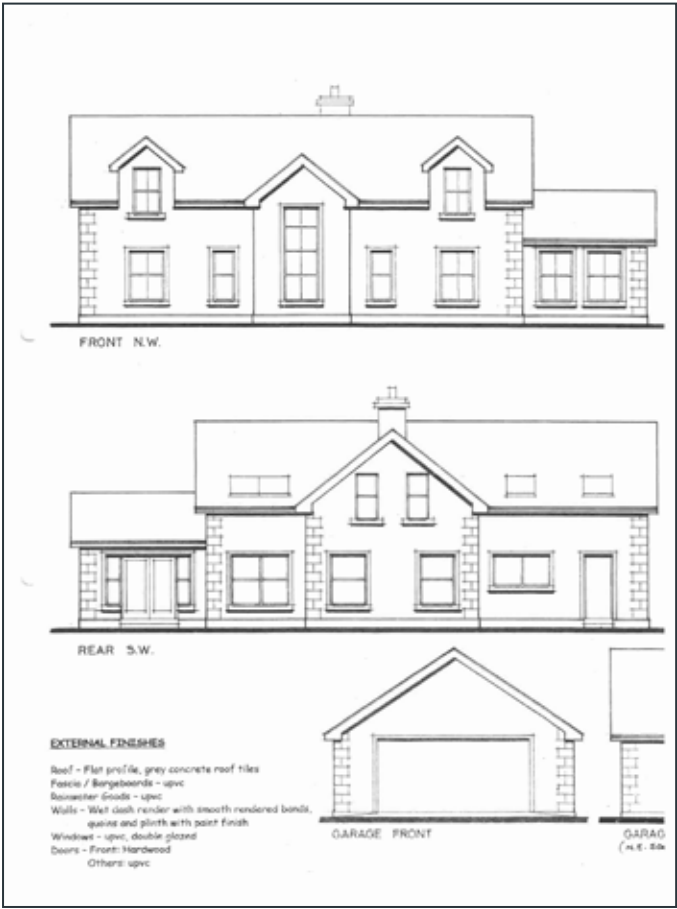 FRONT N.W.
REAR S.W.
EXTERNAL FINISHES
Roof - Flat profile, grey concrete roof tiles
Fascia / Bargeboards - upvc
Rainwater Goods - upvc
Walls - Wet dash render with smooth rendered bands,
quoins and plinth with paint finish
Windows - upvc, double glazed
Doors - Front: Hardwood
Others: upvc
GARAGE FRONT
GARAG
(N.E.